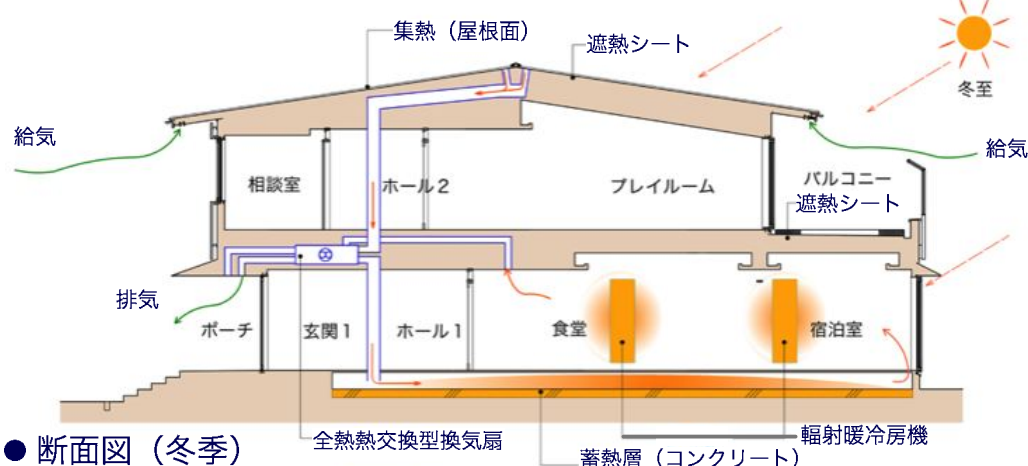 集熱（屋根面）
遮熱シート
冬至
給気
給気
相談室
ホール２
プレイルーム
バルコニー
遮熱シート
排気
ポーチ
玄関１
ホール１
食堂
宿泊室
● 断面図（冬季）
全熱熱交換型換気扇
輻射暖冷房機
蓄熱層（コンクリート）